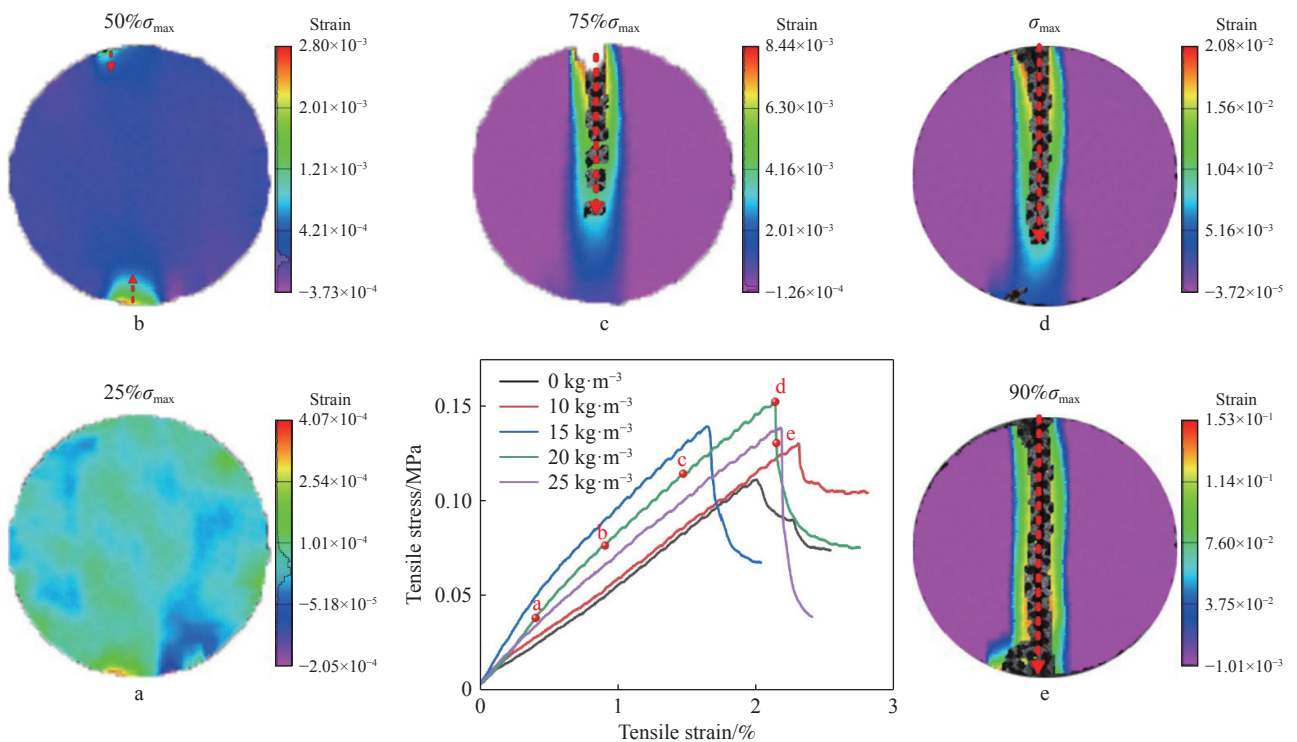 50%σmax
Strain
2.80×10⁻³
2.01×10⁻³
1.21×10⁻³
4.21×10⁻⁴
−3.73×10⁻⁴
b
75%σmax
Strain
8.44×10⁻³
6.30×10⁻³
4.16×10⁻³
2.01×10⁻³
−1.26×10⁻⁴
c
σmax
Strain
2.08×10⁻²
1.56×10⁻²
1.04×10⁻²
5.16×10⁻³
−3.72×10⁻⁵
d
25%σmax
Strain
4.07×10⁻⁴
2.54×10⁻⁴
1.01×10⁻⁴
−5.18×10⁻⁵
−2.05×10⁻⁴
a
0 kg·m⁻³
10 kg·m⁻³
15 kg·m⁻³
20 kg·m⁻³
25 kg·m⁻³
a
b
c
d
e
Tensile stress/MPa
0.15
0.10
0.05
0
0
1
2
3
Tensile strain/%
90%σmax
Strain
1.53×10⁻¹
1.14×10⁻¹
7.60×10⁻²
3.75×10⁻²
−1.01×10⁻³
e